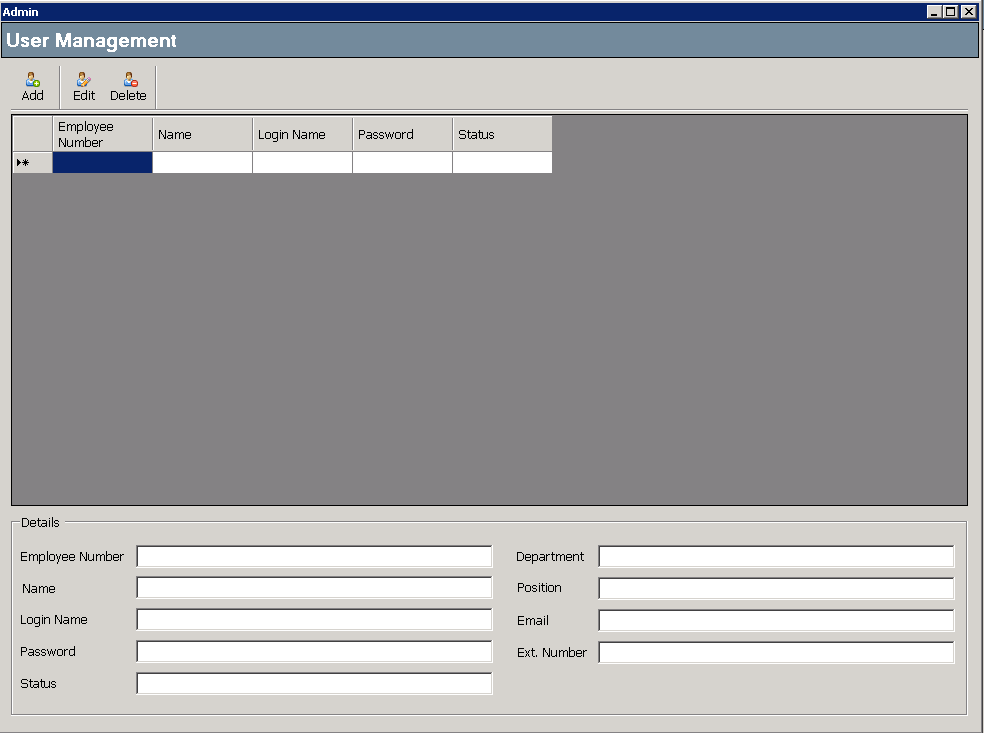 Admin
User Management
Add Edit Delete
Employee Number Name Login Name Password Status
Details
Employee Number Department
Name Position
Login Name Email
Password Ext. Number
Status